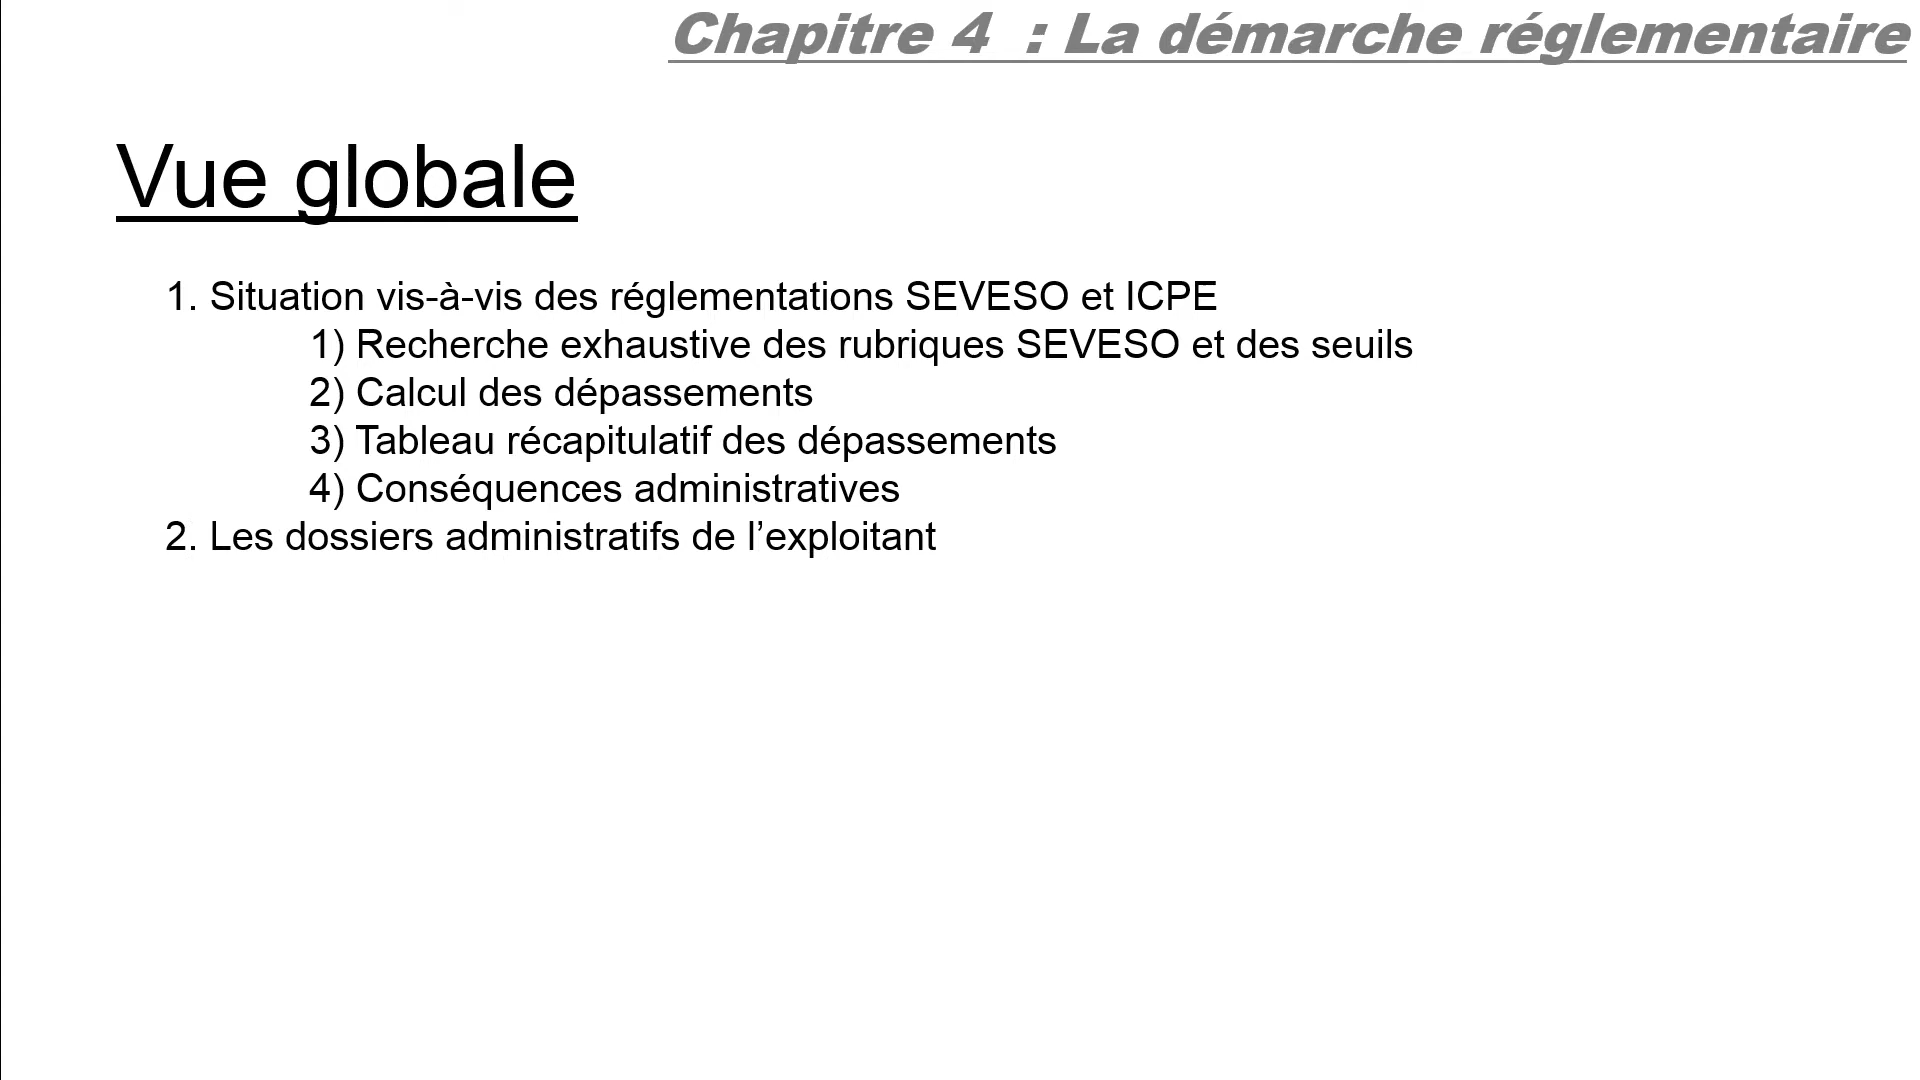 Chapitre 4  : La démarche réglementaire
Vue globale
1. Situation vis-à-vis des réglementations SEVESO et ICPE
1) Recherche exhaustive des rubriques SEVESO et des seuils
2) Calcul des dépassements
3) Tableau récapitulatif des dépassements
4) Conséquences administratives
2. Les dossiers administratifs de l’exploitant